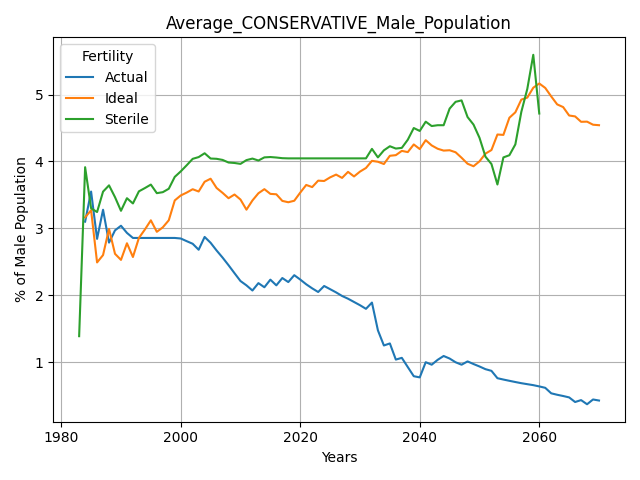 Average_CONSERVATIVE_Male_Population
Fertility
Actual
Ideal
Sterile
% of Male Population
5
4
3
2
1
1980
2000
2020
2040
2060
Years